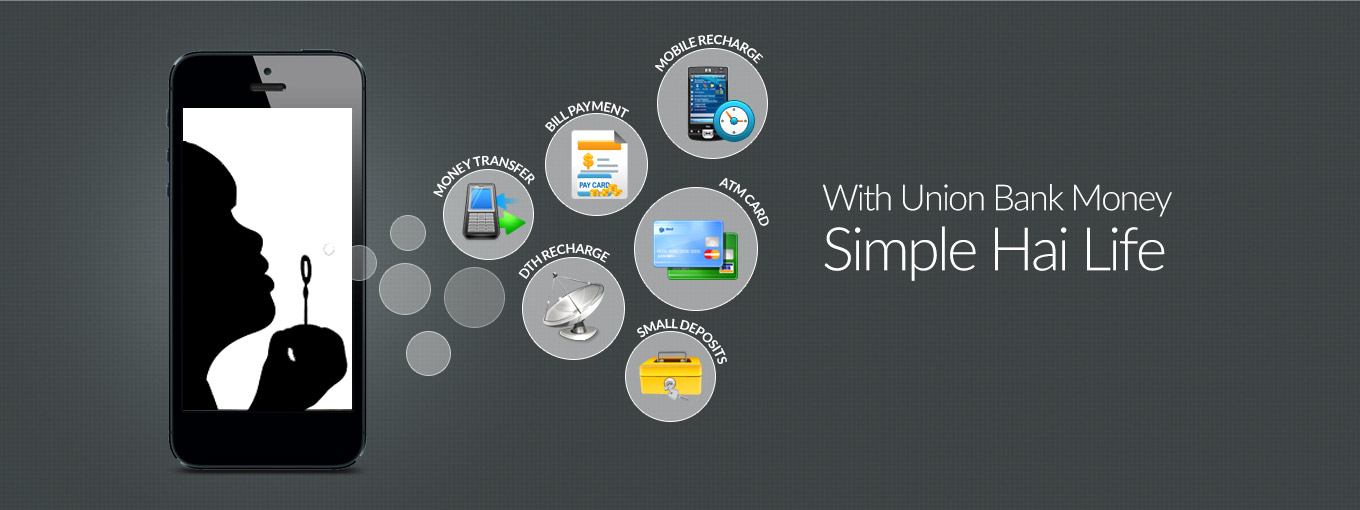 MOBILE RECHARGE
BILL PAYMENT
PAY CARD
MONEY TRANSFER
ATM CARD
DTH RECHARGE
SMALL DEPOSITS
With Union Bank Money
Simple Hai Life